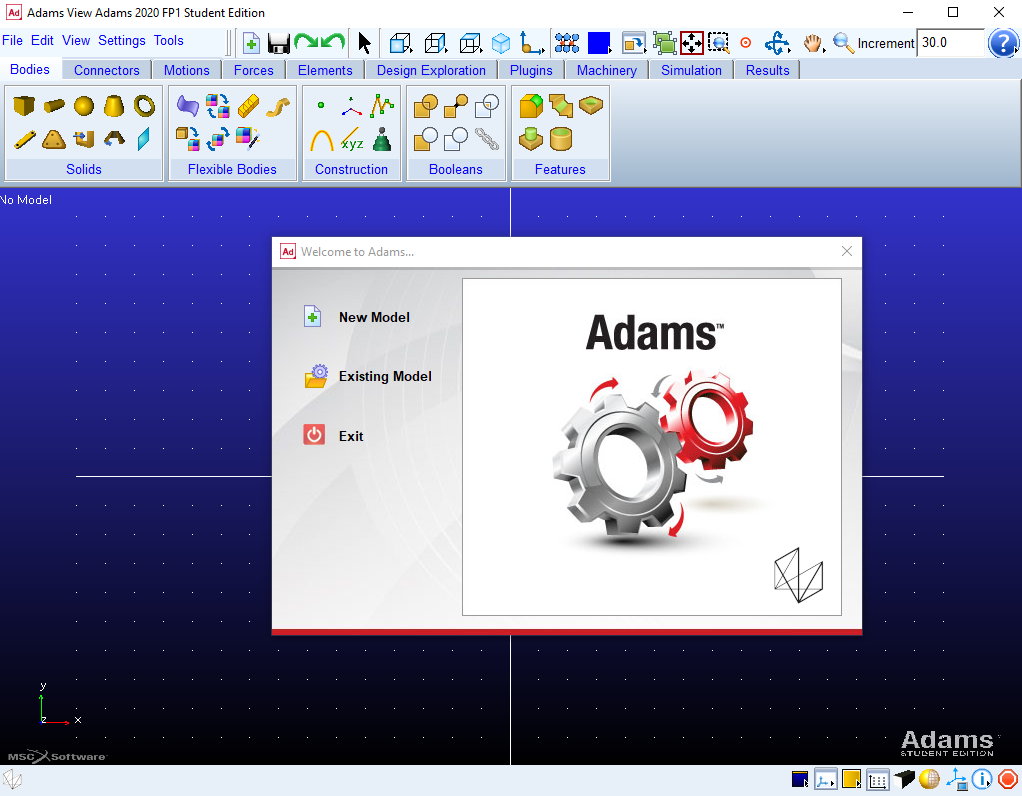 Ad Adams View Adams 2020 FP1 Student Edition
File Edit View Settings Tools Increment 30.0 ?
Bodies Connectors Motions Forces Elements Design Exploration Plugins Machinery Simulation Results
xyz
Solids Flexible Bodies Construction Booleans Features
No Model
Ad Welcome to Adams...
New Model
Existing Model
Exit
Adams™
y
z x
MSC Software
Adams
STUDENT EDITION